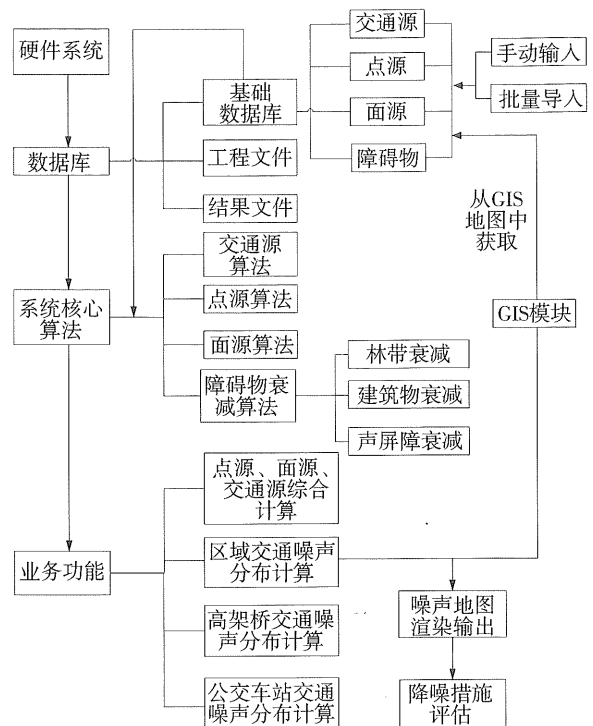 硬件系统
数据库
系统核心
算法
业务功能
基础
数据库
工程文件
结果文件
交通源
点源
面源
障碍物
手动输入
批量导入
从GIS
地图中
获取
GIS模块
交通源
算法
点源算法
面源算法
障碍物衰
减算法
林带衰减
建筑物衰减
声屏障衰减
点源、面源、
交通源综合
计算
区域交通噪声
分布计算
高架桥交通噪
声分布计算
公交车站交通
噪声分布计算
噪声地图
渲染输出
降噪措施
评估